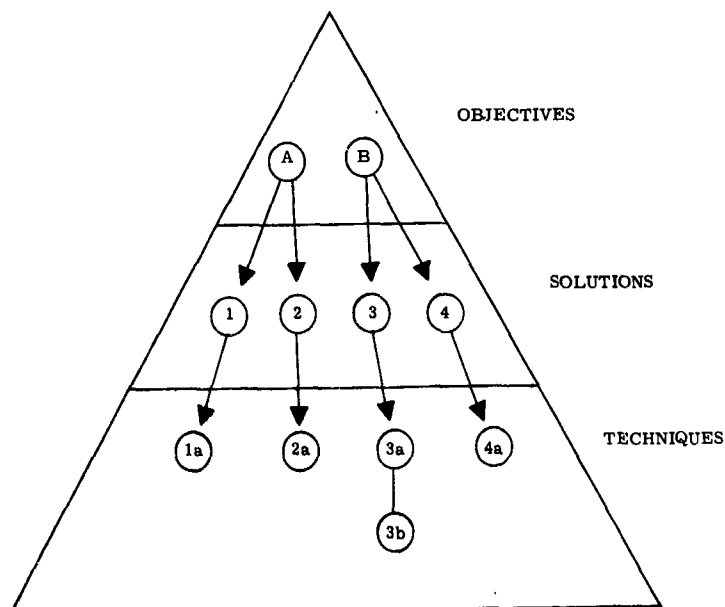 OBJECTIVES
A B
SOLUTIONS
1 2 3 4
TECHNIQUES
1a 2a 3a 4a
3b